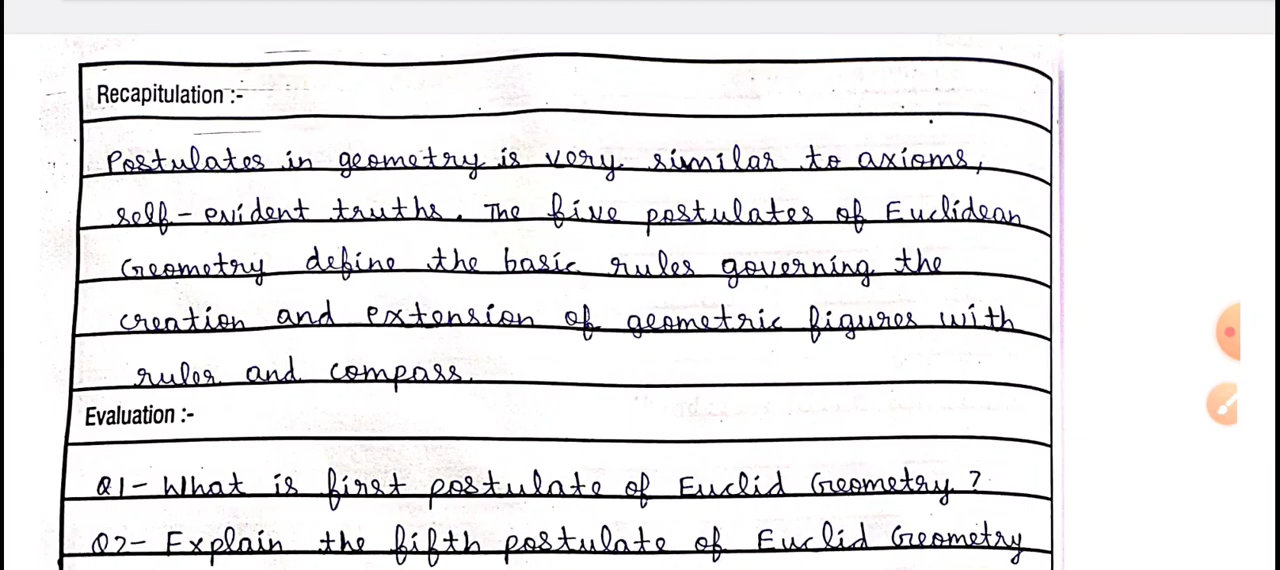 Recapitulation :-
Postulates in geometry is very similar to axioms,
self-evident truths. The five postulates of Euclidean
Geometry define the basic rules governing the
creation and extension of geometric figures with
ruler and compass.
Evaluation :-
Q1- What is first postulate of Euclid Geometry ?
Q2- Explain the fifth postulate of Euclid Geometry